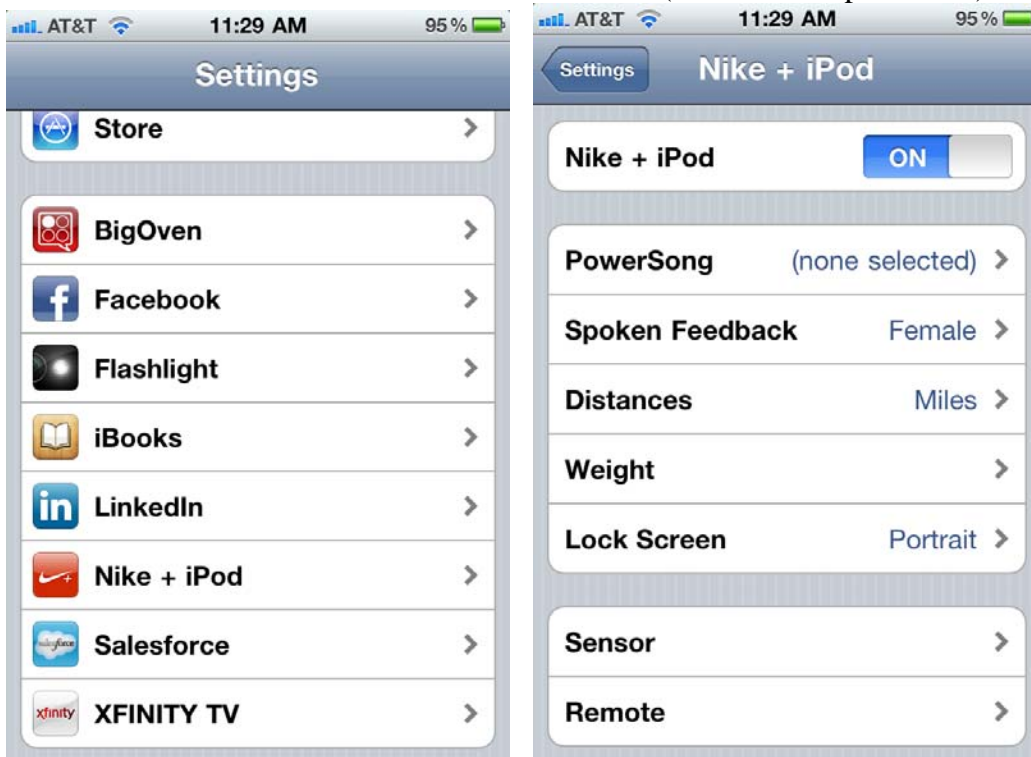 AT&T 11:29 AM 95%
Settings
Store
BigOven
Facebook
Flashlight
iBooks
in LinkedIn
Nike + iPod
salesforce Salesforce
xfinity XFINITY TV
AT&T 11:29 AM 95%
Settings Nike + iPod
Nike + iPod ON
PowerSong (none selected)
Spoken Feedback Female
Distances Miles
Weight
Lock Screen Portrait
Sensor
Remote